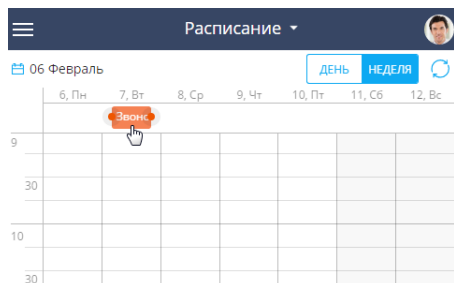 Расписание
06 Февраль
ДЕНЬ НЕДЕЛЯ
6, Пн 7, Вт 8, Ср 9, Чт 10, Пт 11, Сб 12, Вс
Звонс
9
30
10
30